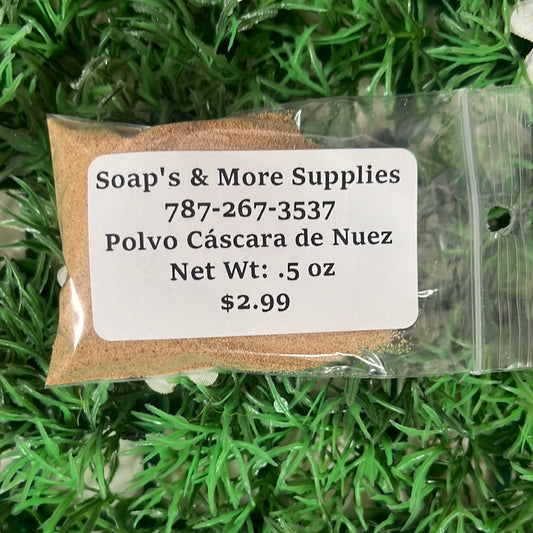 Soap's & More Supplies
787-267-3537
Polvo Cáscara de Nuez
Net Wt: .5 oz
$2.99